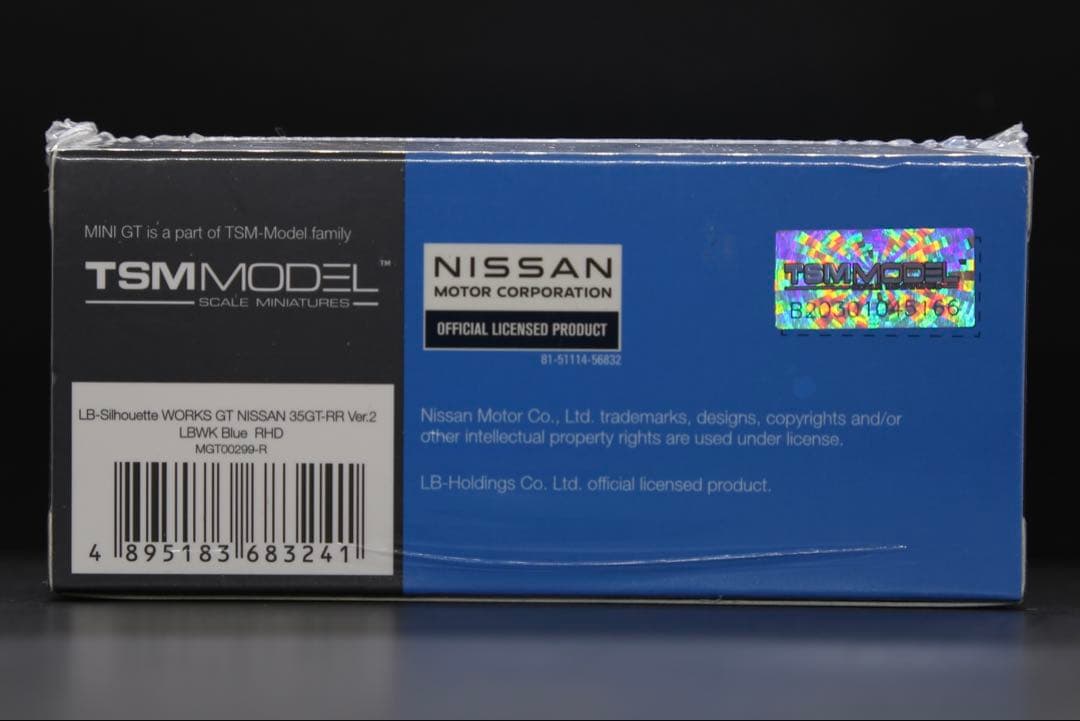 MINI GT is a part of TSM-Model family
TSMMODEL™
SCALE MINIATURES
LB-Silhouette WORKS GT NISSAN 35GT-RR Ver.2
LBWK Blue RHD
MGT00299-R
4 895183 683241
NISSAN
MOTOR CORPORATION
OFFICIAL LICENSED PRODUCT
81-51114-56832
Nissan Motor Co., Ltd. trademarks, designs, copyrights and/or
other intellectual property rights are used under license.
LB-Holdings Co. Ltd. official licensed product.
TSMMODEL
B20301045166